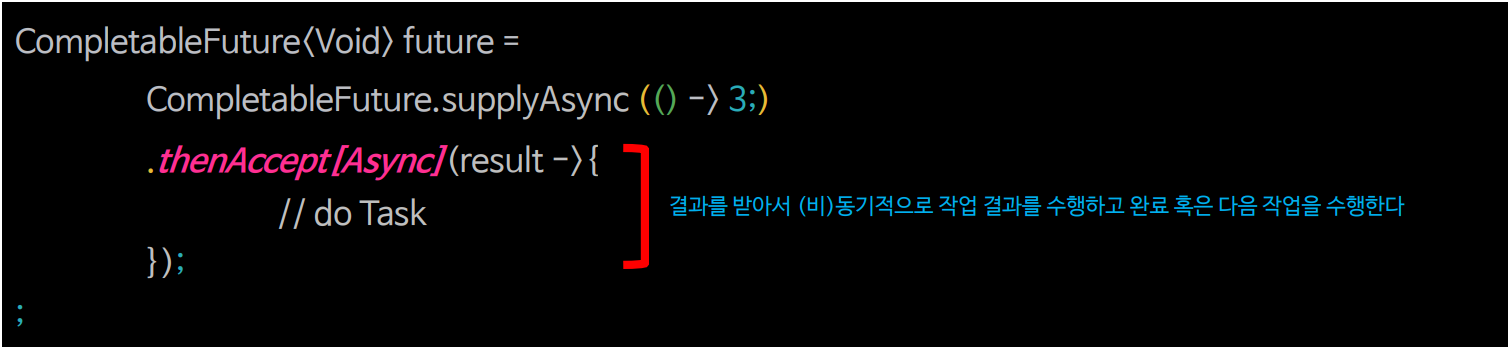 CompletableFuture<Void> future =
CompletableFuture.supplyAsync (() -> 3;)
.thenAccept[Async](result ->{
// do Task
결과를 받아서 (비)동기적으로 작업 결과를 수행하고 완료 혹은 다음 작업을 수행한다
});
;